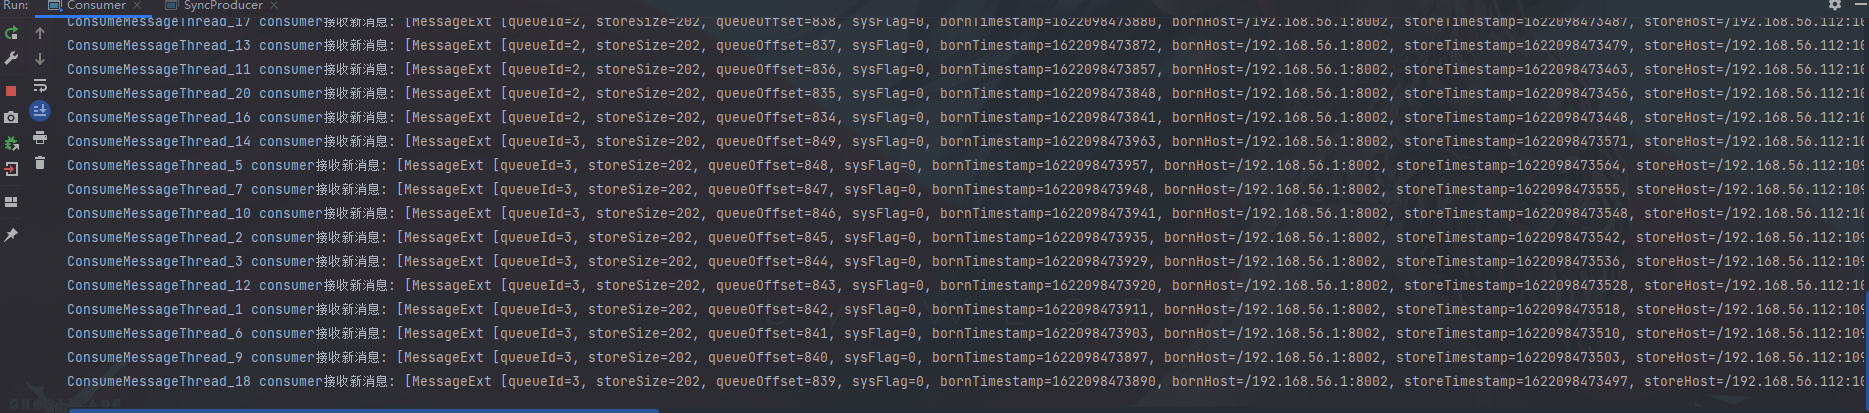 Run: Consumer × SyncProducer ×
ConsumeMessageThread_17 consumer接收新消息: [MessageExt [queueId=2, storeSize=202, queueOffset=838, sysFlag=0, bornTimestamp=1622098473880, bornHost=/192.168.56.1:8002, storeTimestamp=1622098473487, storeHost=/192.168.56.112:10
ConsumeMessageThread_13 consumer接收新消息: [MessageExt [queueId=2, storeSize=202, queueOffset=837, sysFlag=0, bornTimestamp=1622098473872, bornHost=/192.168.56.1:8002, storeTimestamp=1622098473479, storeHost=/192.168.56.112:10
ConsumeMessageThread_11 consumer接收新消息: [MessageExt [queueId=2, storeSize=202, queueOffset=836, sysFlag=0, bornTimestamp=1622098473857, bornHost=/192.168.56.1:8002, storeTimestamp=1622098473463, storeHost=/192.168.56.112:10
ConsumeMessageThread_20 consumer接收新消息: [MessageExt [queueId=2, storeSize=202, queueOffset=835, sysFlag=0, bornTimestamp=1622098473848, bornHost=/192.168.56.1:8002, storeTimestamp=1622098473456, storeHost=/192.168.56.112:10
ConsumeMessageThread_16 consumer接收新消息: [MessageExt [queueId=2, storeSize=202, queueOffset=834, sysFlag=0, bornTimestamp=1622098473841, bornHost=/192.168.56.1:8002, storeTimestamp=1622098473448, storeHost=/192.168.56.112:10
ConsumeMessageThread_14 consumer接收新消息: [MessageExt [queueId=3, storeSize=202, queueOffset=849, sysFlag=0, bornTimestamp=1622098473963, bornHost=/192.168.56.1:8002, storeTimestamp=1622098473571, storeHost=/192.168.56.112:10
ConsumeMessageThread_5 consumer接收新消息: [MessageExt [queueId=3, storeSize=202, queueOffset=848, sysFlag=0, bornTimestamp=1622098473957, bornHost=/192.168.56.1:8002, storeTimestamp=1622098473564, storeHost=/192.168.56.112:109
ConsumeMessageThread_7 consumer接收新消息: [MessageExt [queueId=3, storeSize=202, queueOffset=847, sysFlag=0, bornTimestamp=1622098473948, bornHost=/192.168.56.1:8002, storeTimestamp=1622098473555, storeHost=/192.168.56.112:109
ConsumeMessageThread_10 consumer接收新消息: [MessageExt [queueId=3, storeSize=202, queueOffset=846, sysFlag=0, bornTimestamp=1622098473941, bornHost=/192.168.56.1:8002, storeTimestamp=1622098473548, storeHost=/192.168.56.112:10
ConsumeMessageThread_2 consumer接收新消息: [MessageExt [queueId=3, storeSize=202, queueOffset=845, sysFlag=0, bornTimestamp=1622098473935, bornHost=/192.168.56.1:8002, storeTimestamp=1622098473542, storeHost=/192.168.56.112:109
ConsumeMessageThread_3 consumer接收新消息: [MessageExt [queueId=3, storeSize=202, queueOffset=844, sysFlag=0, bornTimestamp=1622098473929, bornHost=/192.168.56.1:8002, storeTimestamp=1622098473536, storeHost=/192.168.56.112:109
ConsumeMessageThread_12 consumer接收新消息: [MessageExt [queueId=3, storeSize=202, queueOffset=843, sysFlag=0, bornTimestamp=1622098473920, bornHost=/192.168.56.1:8002, storeTimestamp=1622098473528, storeHost=/192.168.56.112:10
ConsumeMessageThread_1 consumer接收新消息: [MessageExt [queueId=3, storeSize=202, queueOffset=842, sysFlag=0, bornTimestamp=1622098473911, bornHost=/192.168.56.1:8002, storeTimestamp=1622098473518, storeHost=/192.168.56.112:109
ConsumeMessageThread_6 consumer接收新消息: [MessageExt [queueId=3, storeSize=202, queueOffset=841, sysFlag=0, bornTimestamp=1622098473903, bornHost=/192.168.56.1:8002, storeTimestamp=1622098473510, storeHost=/192.168.56.112:109
ConsumeMessageThread_9 consumer接收新消息: [MessageExt [queueId=3, storeSize=202, queueOffset=840, sysFlag=0, bornTimestamp=1622098473897, bornHost=/192.168.56.1:8002, storeTimestamp=1622098473503, storeHost=/192.168.56.112:109
ConsumeMessageThread_18 consumer接收新消息: [MessageExt [queueId=3, storeSize=202, queueOffset=839, sysFlag=0, bornTimestamp=1622098473890, bornHost=/192.168.56.1:8002, storeTimestamp=1622098473497, storeHost=/192.168.56.112:10